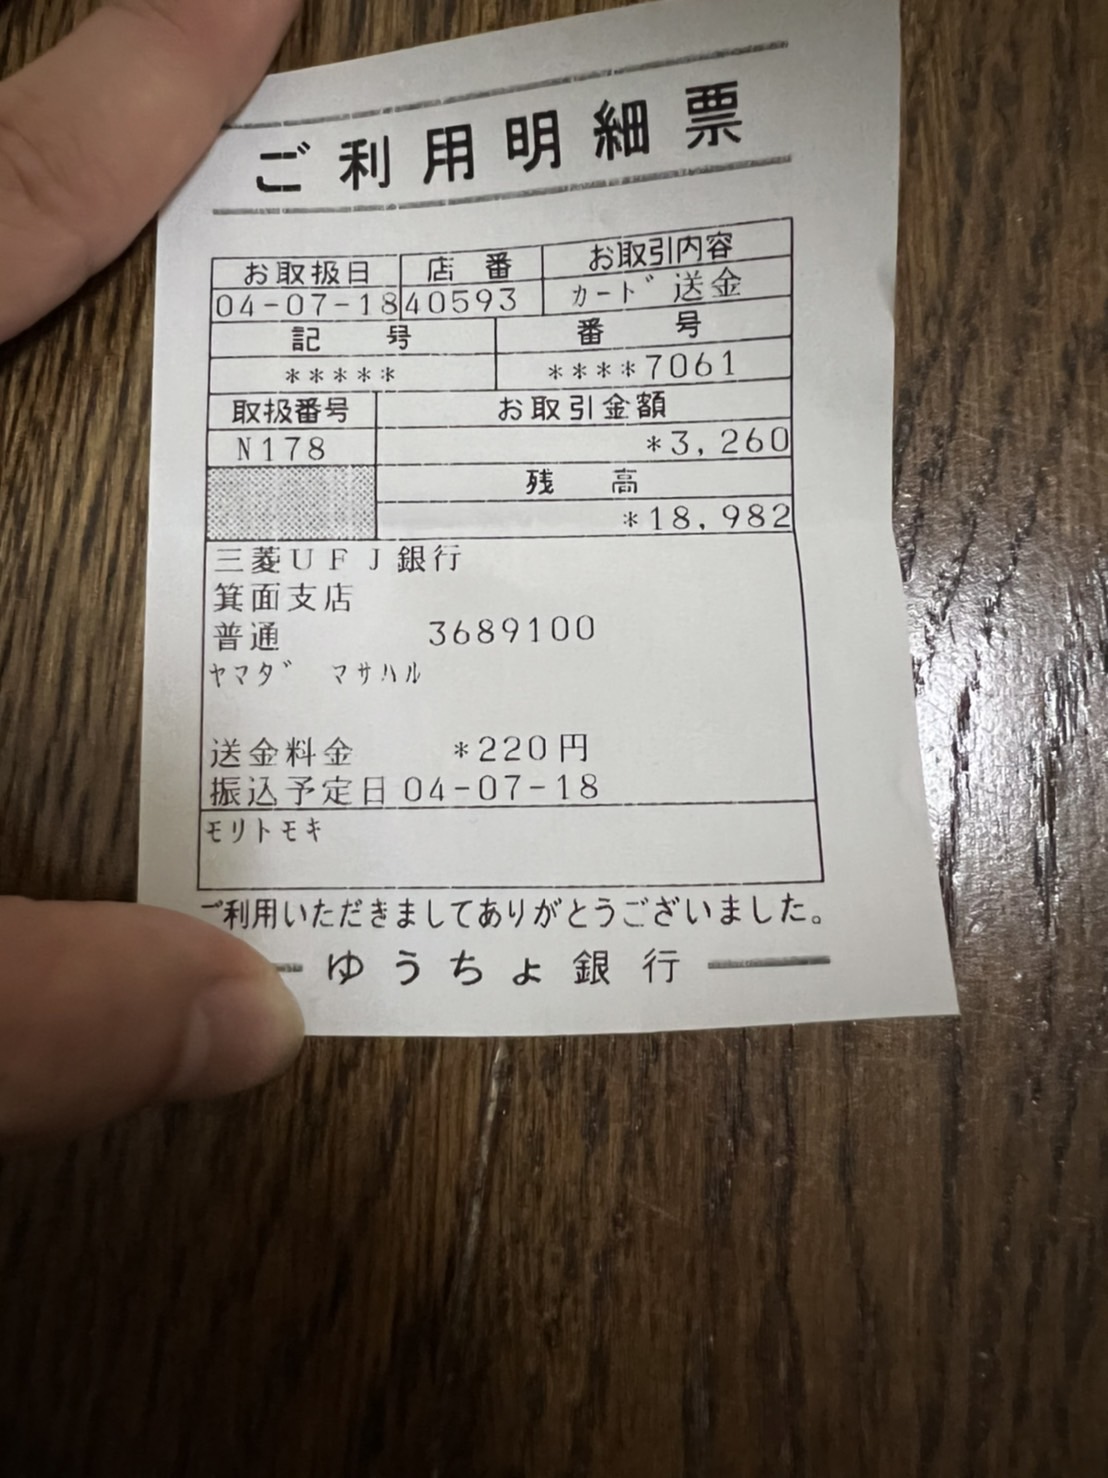 ご利用明細票
お取扱日 店番 お取引内容
04-07-18 40593 ｶｰﾄﾞ送金
記号 番号
***** ****7061
取扱番号 お取引金額
N178 *3,260
残高
*18,982
三菱ＵＦＪ銀行
箕面支店
普通 3689100
ﾔﾏﾀﾞ ﾏｻﾊﾙ
送金料金 *220円
振込予定日04-07-18
ﾓﾘﾄﾓｷ
ご利用いただきましてありがとうございました。
ゆうちょ銀行